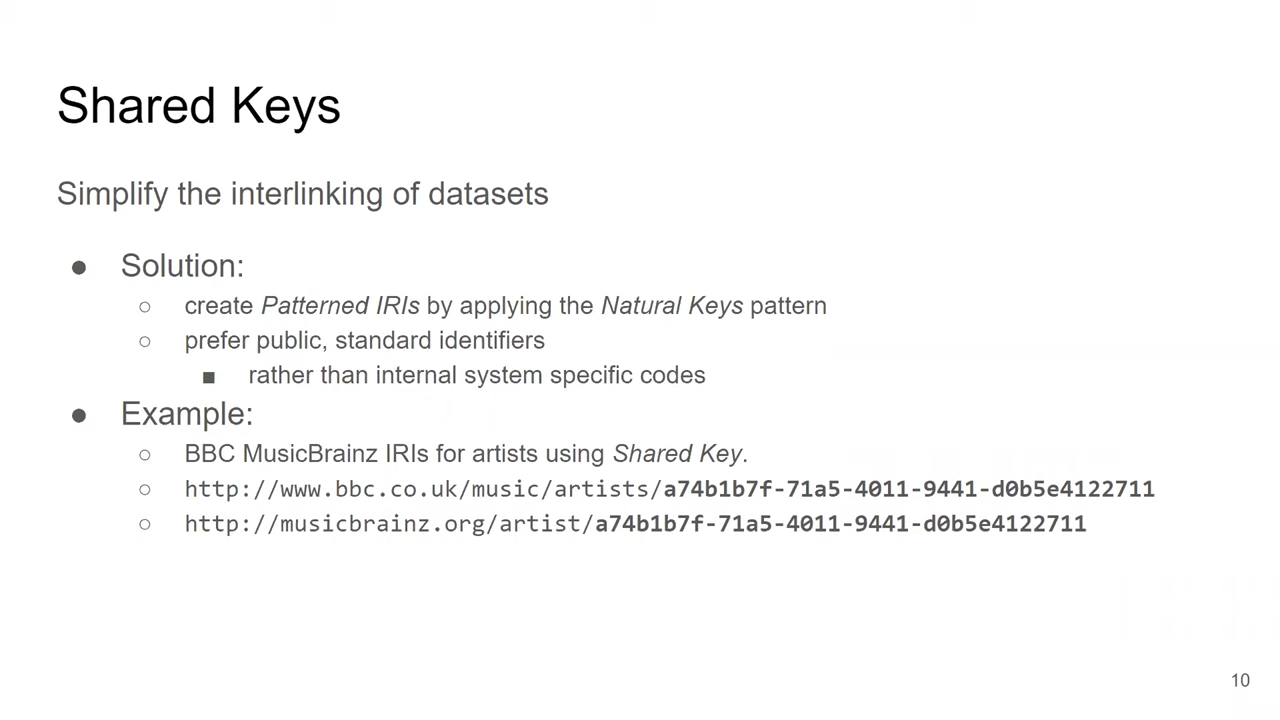 Shared Keys
Simplify the interlinking of datasets
● Solution:
○ create Patterned IRIs by applying the Natural Keys pattern
○ prefer public, standard identifiers
■ rather than internal system specific codes
● Example:
○ BBC MusicBrainz IRIs for artists using Shared Key.
○ http://www.bbc.co.uk/music/artists/a74b1b7f-71a5-4011-9441-d0b5e4122711
○ http://musicbrainz.org/artist/a74b1b7f-71a5-4011-9441-d0b5e4122711
10